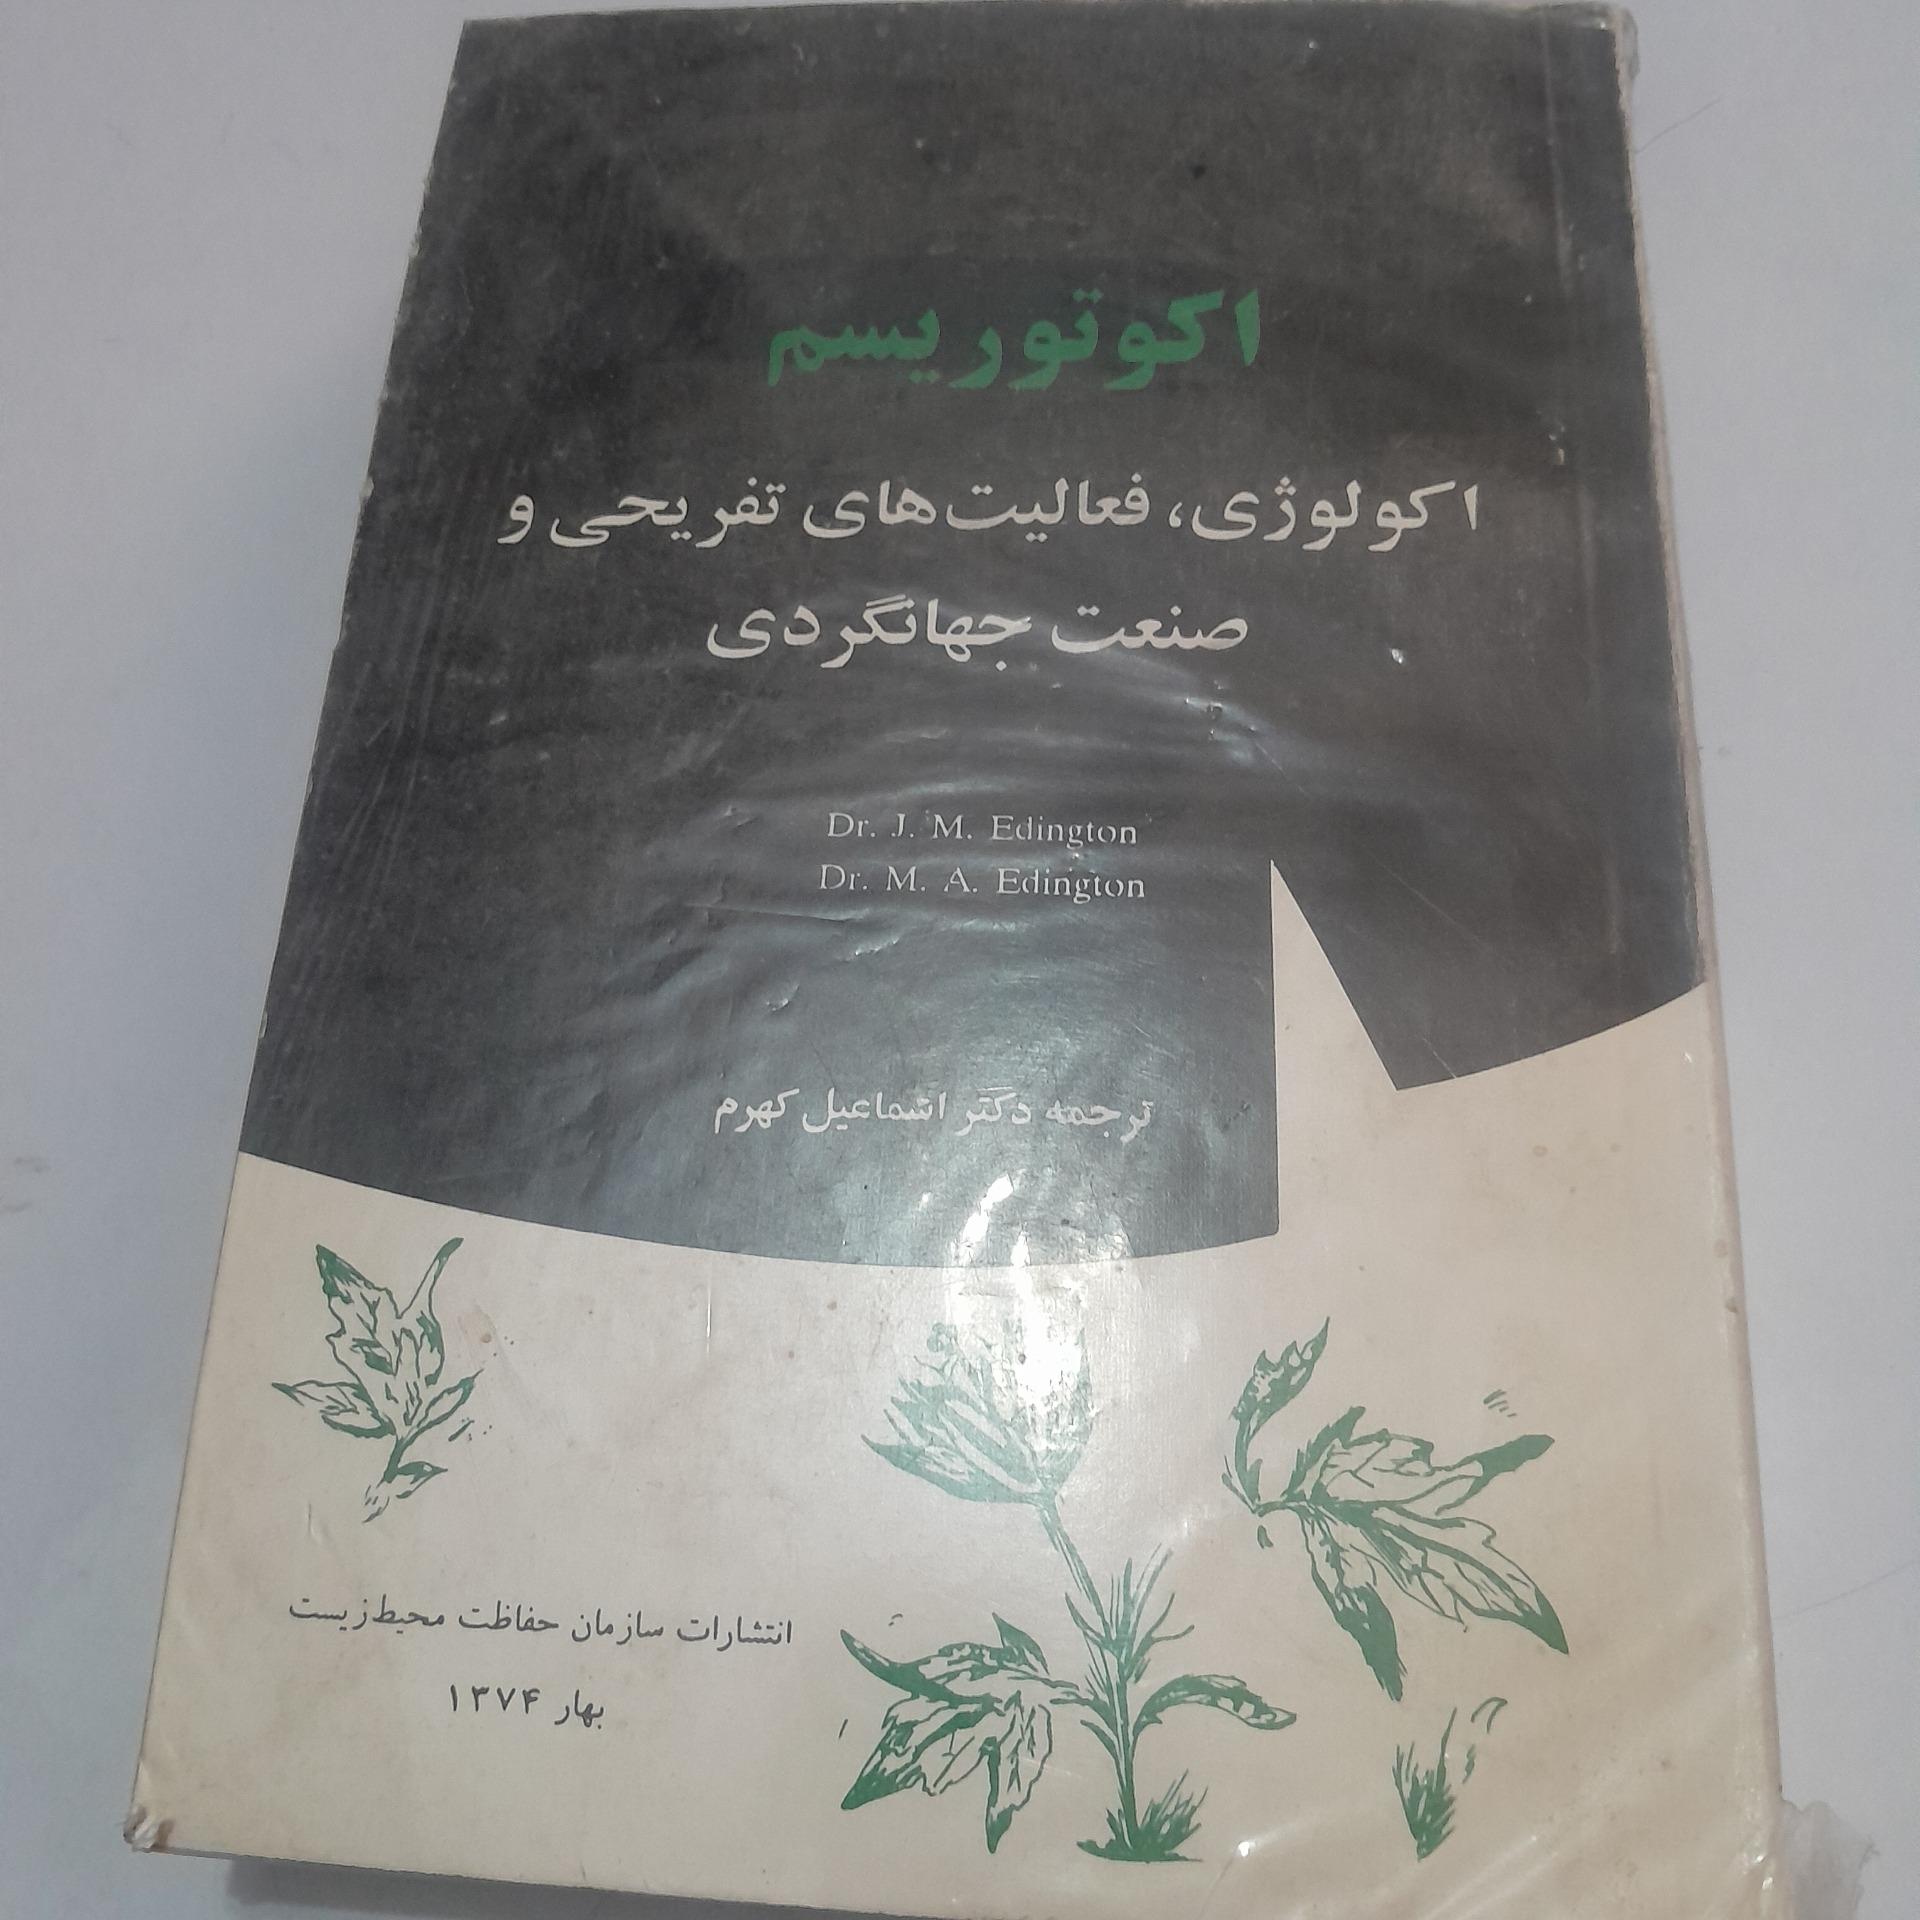 اکوتوریسم
اکولوژی، فعالیت‌های تفریحی و
صنعت جهانگردی
Dr. J. M. Edington
Dr. M. A. Edington
ترجمه دکتر اسماعیل کهرم
انتشارات سازمان حفاظت محیط‌زیست
بهار ۱۳۷۴